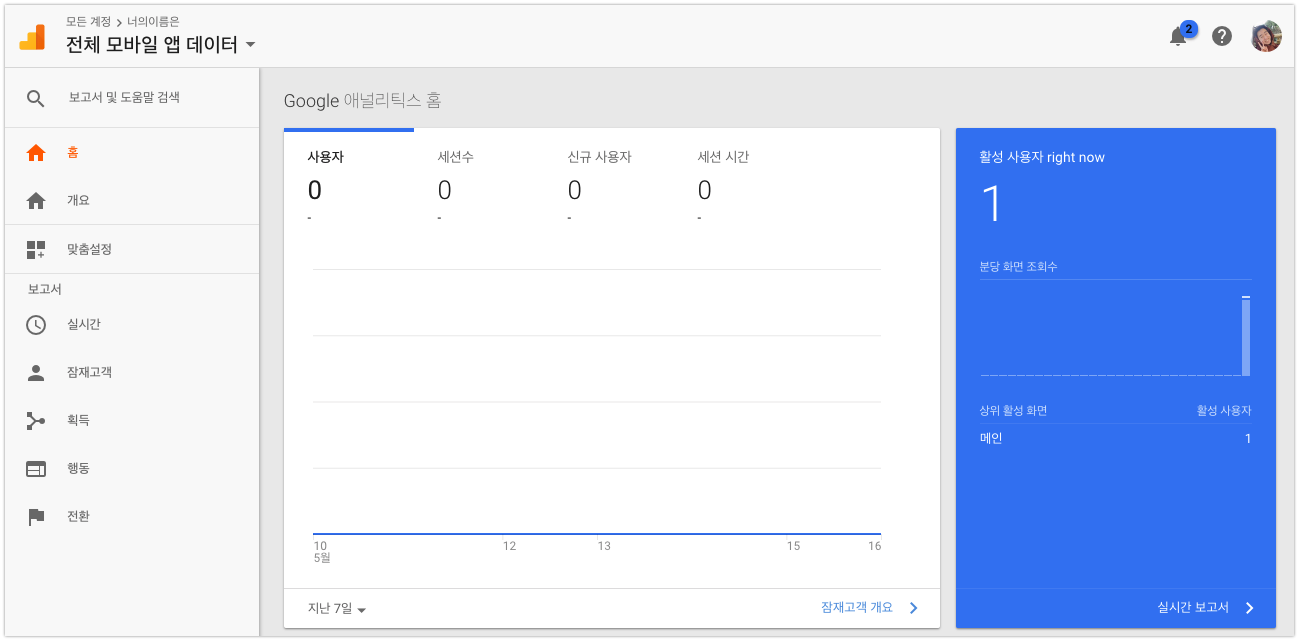 모든 계정 > 너의이름은
전체 모바일 앱 데이터
2
보고서 및 도움말 검색
홈
개요
맞춤설정
보고서
실시간
잠재고객
획득
행동
전환
Google 애널리틱스 홈
사용자 세션수 신규 사용자 세션 시간
0 0 0 0
- - - -
10 12 13 15 16
5월
지난 7일 잠재고객 개요
활성 사용자 right now
1
분당 화면 조회수
상위 활성 화면 활성 사용자
메인 1
실시간 보고서